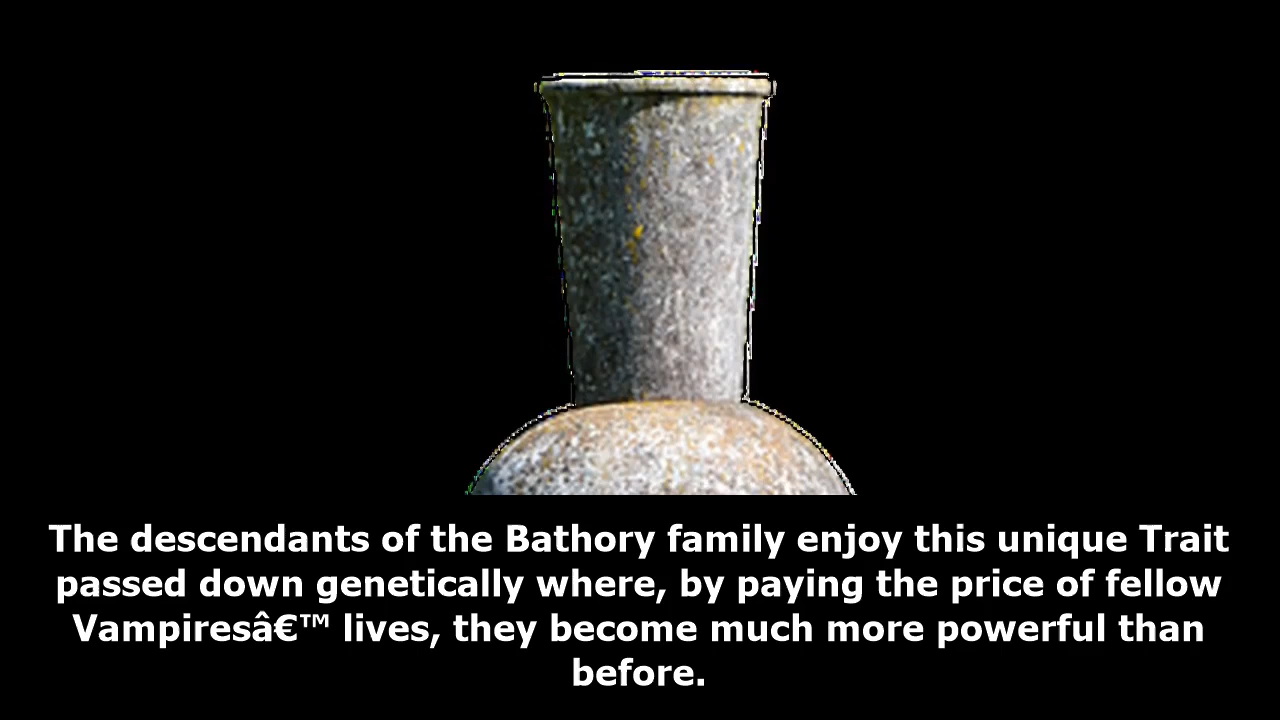 The descendants of the Bathory family enjoy this unique Trait
passed down genetically where, by paying the price of fellow
Vampiresâ€™ lives, they become much more powerful than
before.